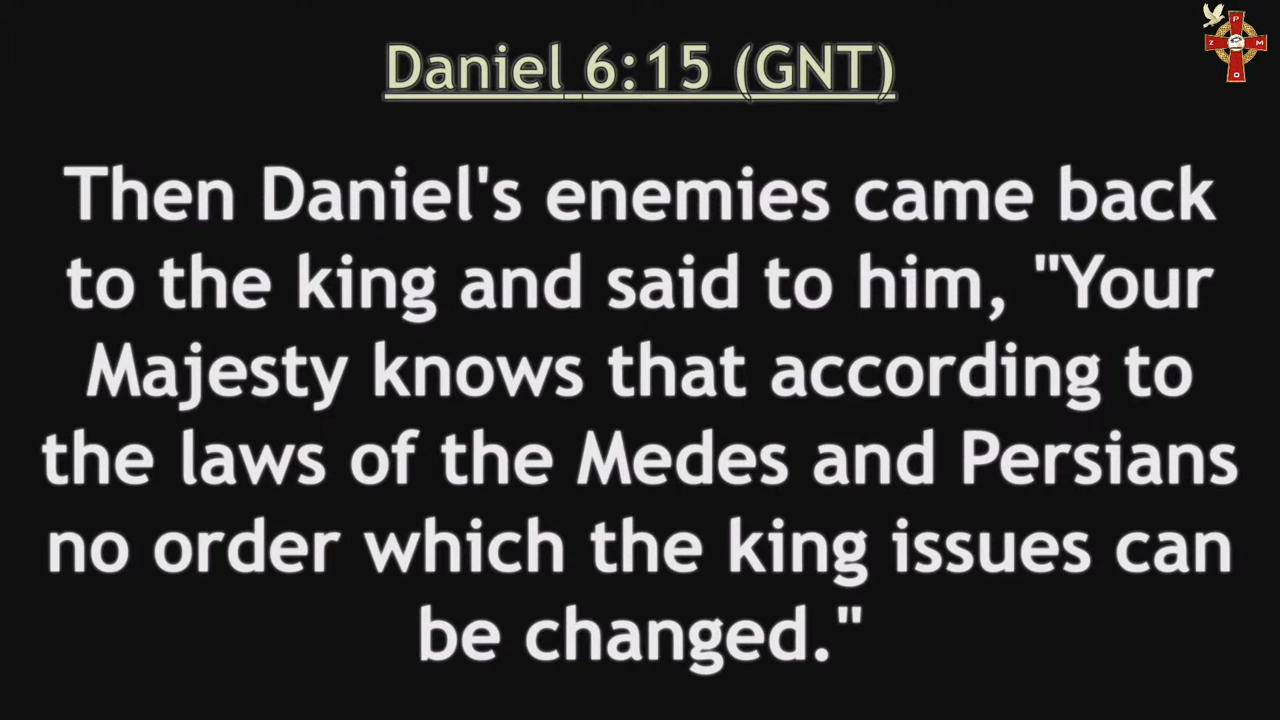 Daniel 6:15 (GNT)
Then Daniel's enemies came back
to the king and said to him, "Your
Majesty knows that according to
the laws of the Medes and Persians
no order which the king issues can
be changed."
P
Z M
O